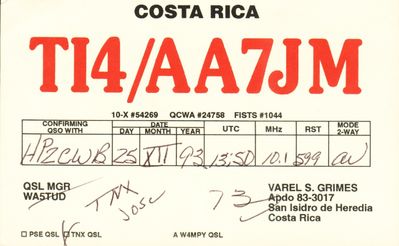 COSTA RICA
TI4/AA7JM
10-X #54269 QCWA #24758 FISTS #1044
CONFIRMING QSO WITH DATE DAY MONTH YEAR UTC MHz RST MODE 2-WAY
HP2CWB 25 XII 93 13:50 10.1 599 CW
QSL MGR
WA5TUD
TNX
JOSE
73
VAREL S. GRIMES
Apdo 83-3017
San Isidro de Heredia
Costa Rica
PSE QSL TNX QSL A W4MPY QSL